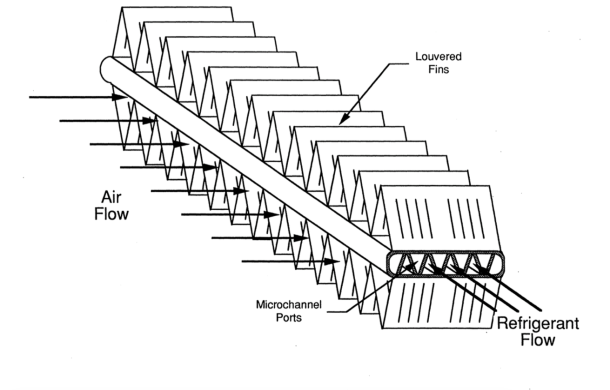 Louvered
Fins
Air
Flow
Microchannel
Ports
Refrigerant
Flow